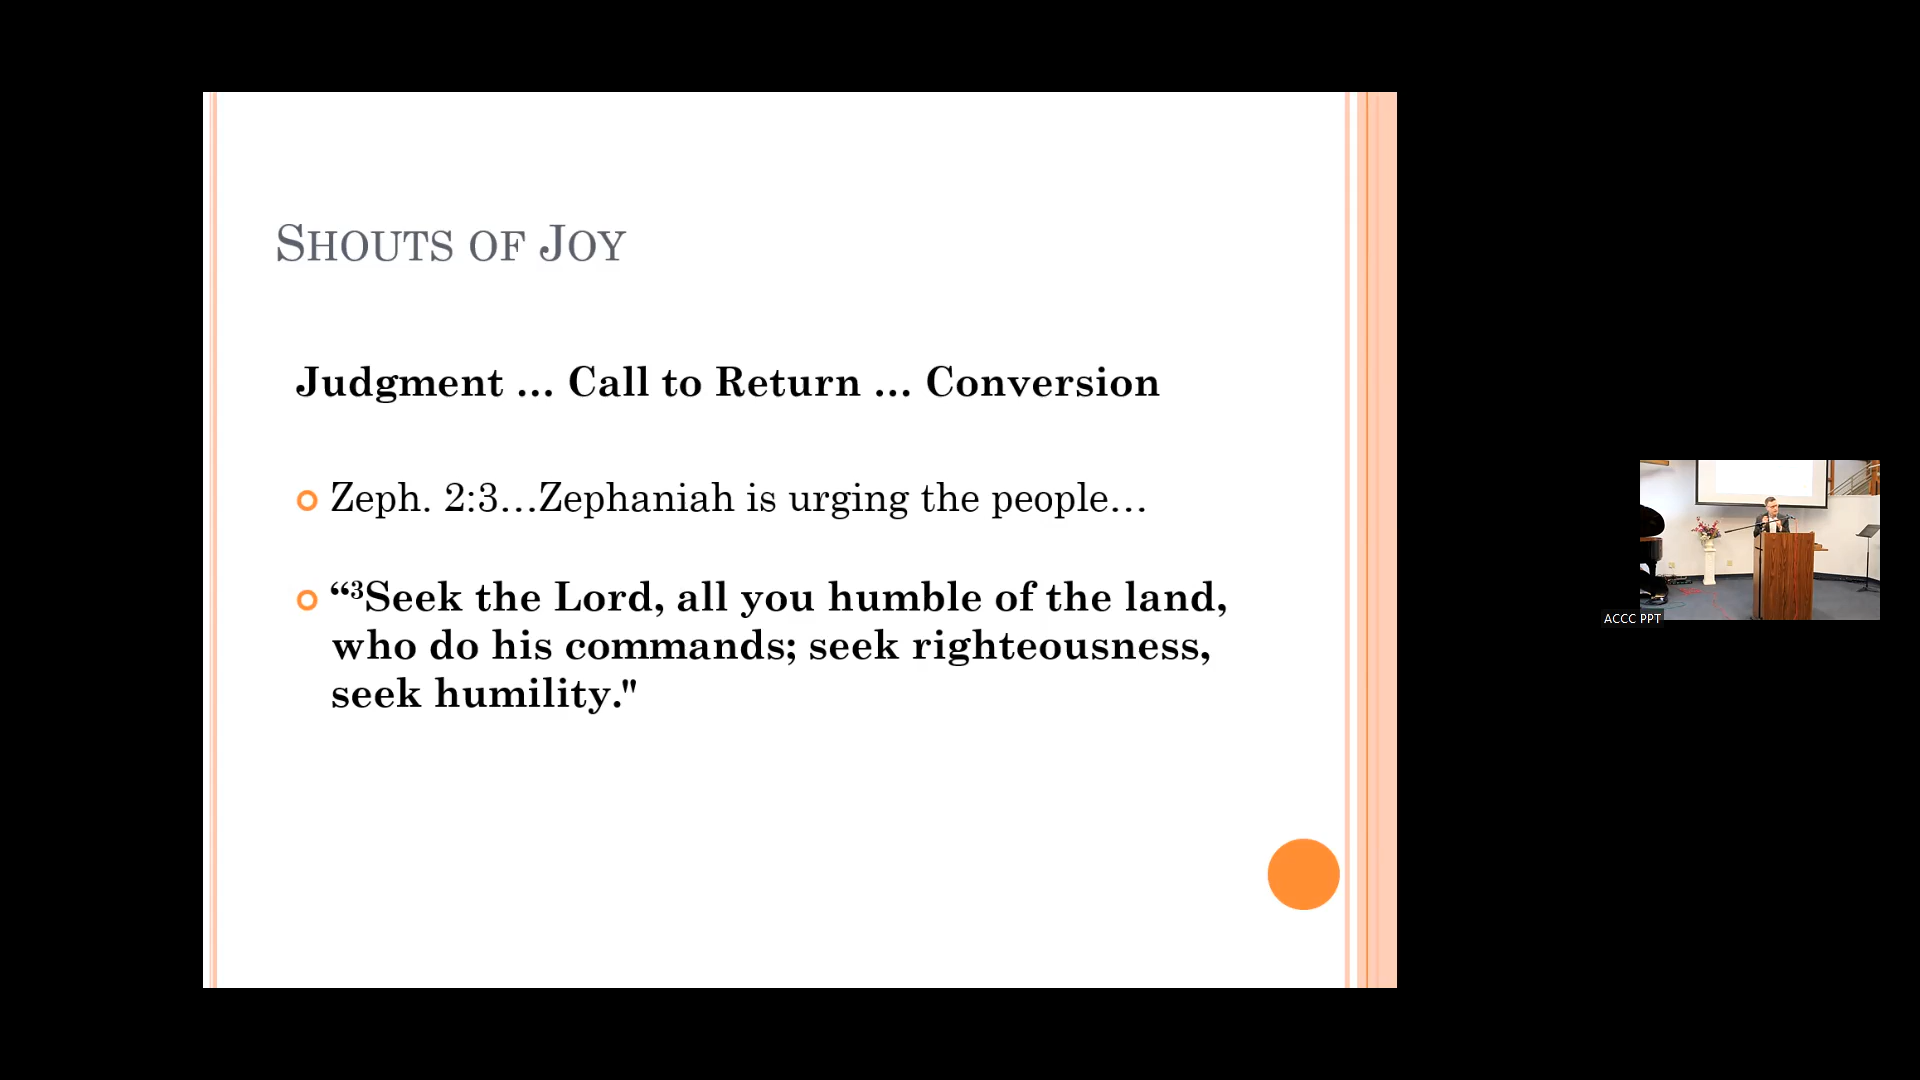 SHOUTS OF JOY
Judgment … Call to Return … Conversion
Zeph. 2:3…Zephaniah is urging the people…
“³Seek the Lord, all you humble of the land,
who do his commands; seek righteousness,
seek humility."
ACCC PPT